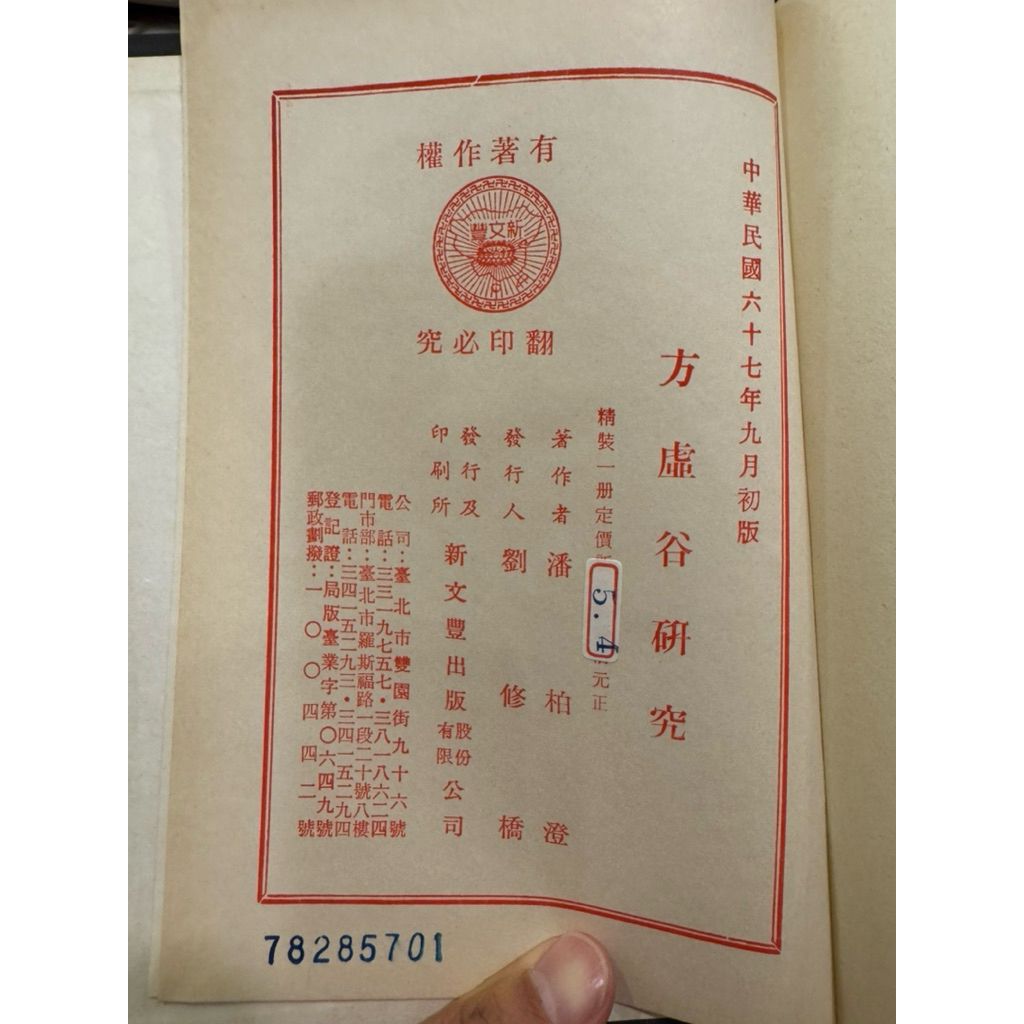 中華民國六十七年九月初版
方虛谷研究
精裝一册定價
5.4
元正
著作者 潘柏澄
發行人 劉修橋
發行及印刷所 新文豐出版股份有限公司
公司：臺北市雙園街九十六號
電話：三三一九七五七・三八一八六二四
門市部：臺北市羅斯福路一段二十號八樓
電話：三四一五二九三・三四一五二九四
登記證：局版臺業字第〇六四九號
郵政劃撥：一〇〇四四二號
有著作權
新文豐
翻印必究
78285701